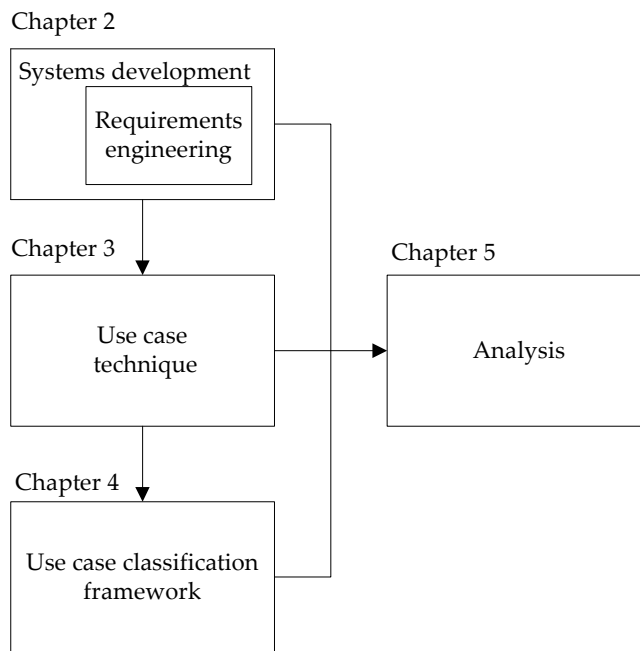 Chapter 2
Systems development
Requirements
engineering
Chapter 3
Use case
technique
Chapter 5
Analysis
Chapter 4
Use case classification
framework